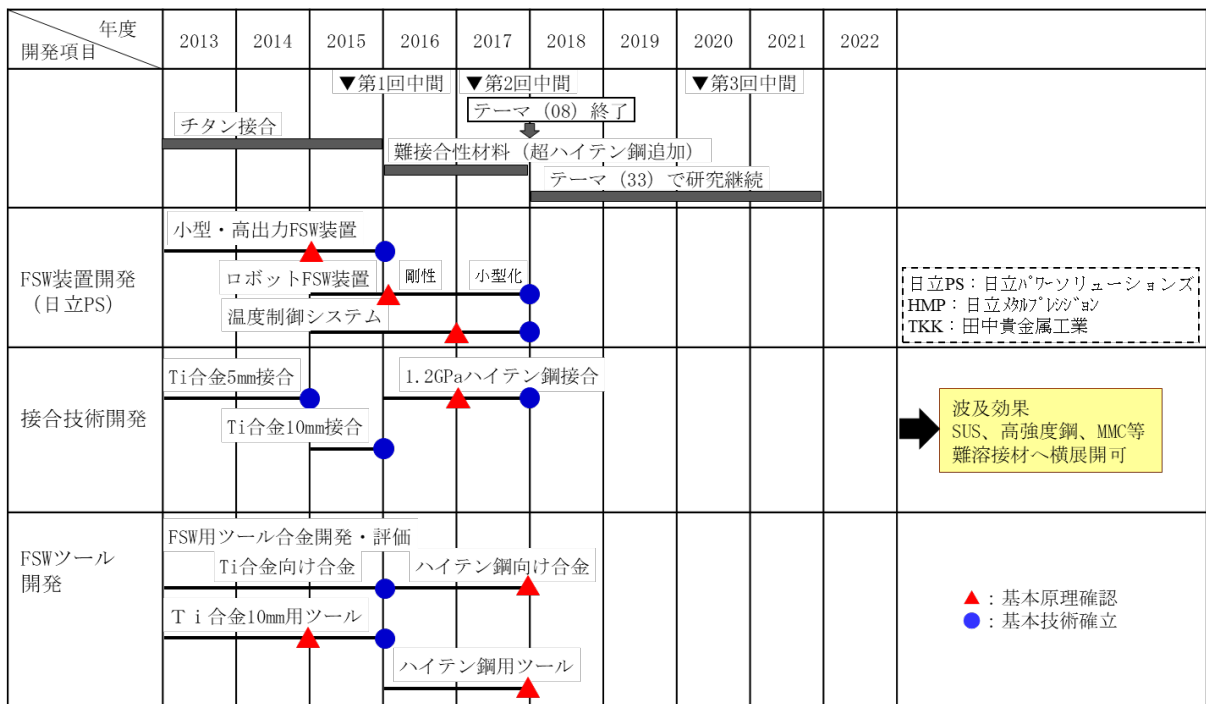 年度
開発項目
2013
2014
2015
2016
2017
2018
2019
2020
2021
2022
▼第1回中間
▼第2回中間
▼第3回中間
テーマ(08)終了
チタン接合
難接合性材料(超ハイテン鋼追加)
テーマ(33)で研究継続
FSW装置開発
(日立PS)
小型・高出力FSW装置
ロボットFSW装置
剛性
小型化
温度制御システム
日立PS:日立パワーソリューションズ
HMP:日立メタルプレシジョン
TKK:田中貴金属工業
接合技術開発
Ti合金5mm接合
1.2GPaハイテン鋼接合
Ti合金10mm接合
波及効果
SUS、高強度鋼、MMC等
難溶接材へ横展開可
FSWツール
開発
FSW用ツール合金開発・評価
Ti合金向け合金
ハイテン鋼向け合金
Ti合金10mm用ツール
ハイテン鋼用ツール
▲:基本原理確認
●:基本技術確立